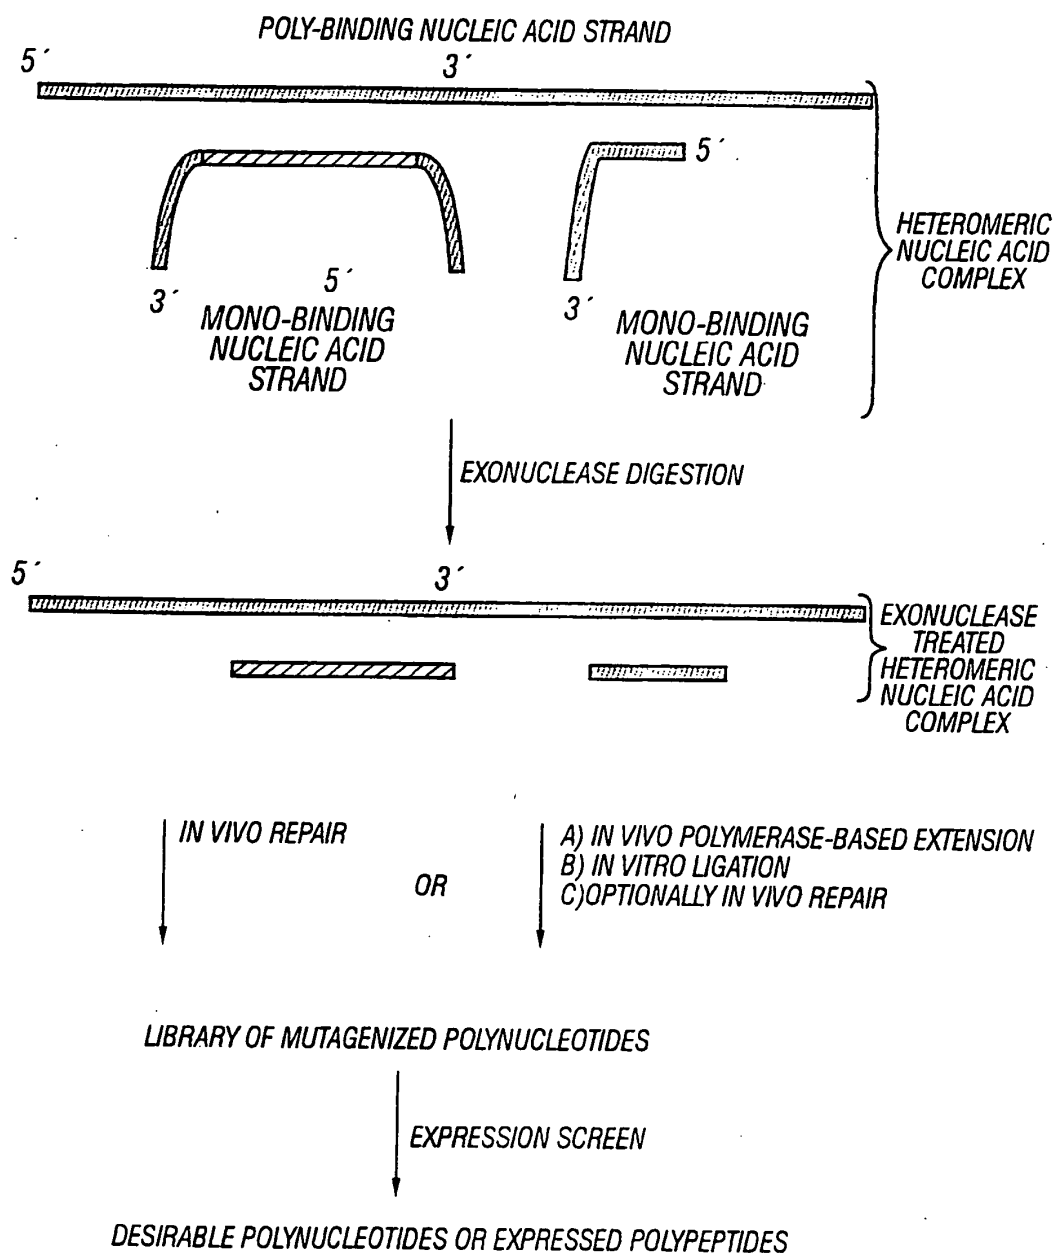 POLY-BINDING NUCLEIC ACID STRAND
5´
3´
5´
HETEROMERIC
NUCLEIC ACID
COMPLEX
3´
5´
MONO-BINDING
NUCLEIC ACID
STRAND
3´
MONO-BINDING
NUCLEIC ACID
STRAND
EXONUCLEASE DIGESTION
5´
3´
EXONUCLEASE
TREATED
HETEROMERIC
NUCLEIC ACID
COMPLEX
IN VIVO REPAIR
OR
A) IN VIVO POLYMERASE-BASED EXTENSION
B) IN VITRO LIGATION
C)OPTIONALLY IN VIVO REPAIR
LIBRARY OF MUTAGENIZED POLYNUCLEOTIDES
EXPRESSION SCREEN
DESIRABLE POLYNUCLEOTIDES OR EXPRESSED POLYPEPTIDES